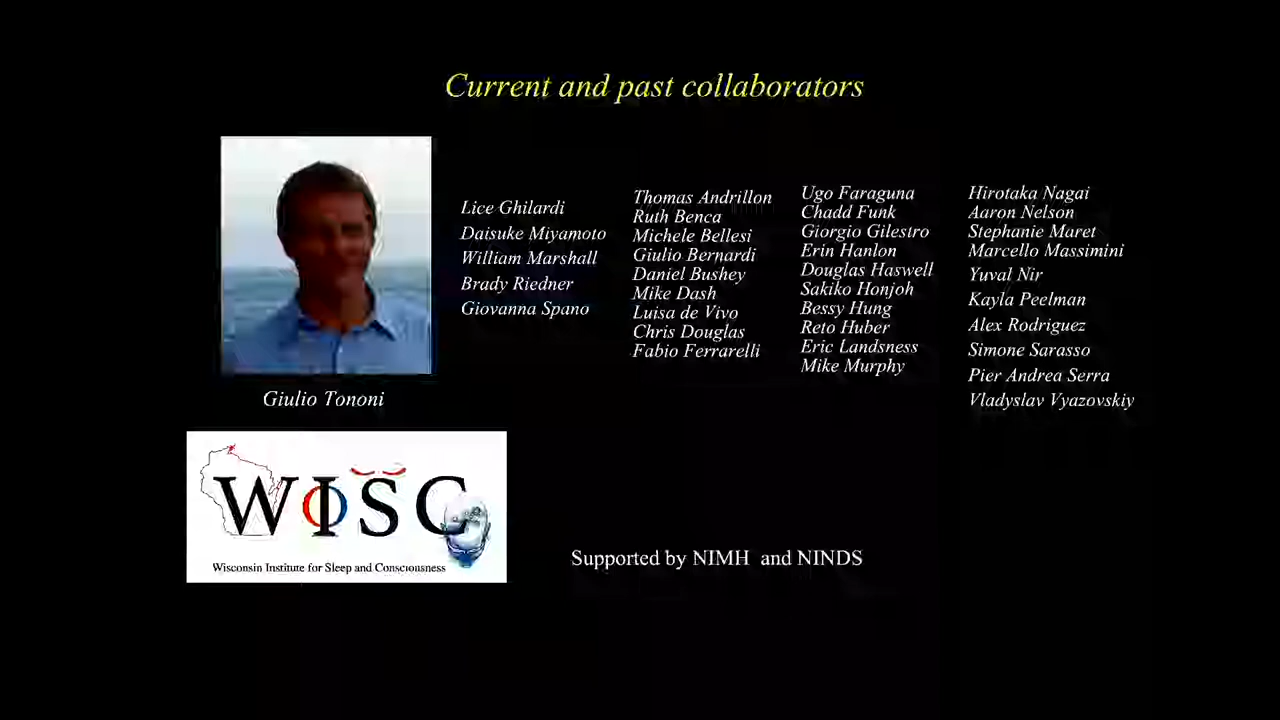 Current and past collaborators
Giulio Tononi
Lice Ghilardi
Daisuke Miyamoto
William Marshall
Brady Riedner
Giovanna Spano
Thomas Andrillon
Ruth Benca
Michele Bellesi
Giulio Bernardi
Daniel Bushey
Mike Dash
Luisa de Vivo
Chris Douglas
Fabio Ferrarelli
Ugo Faraguna
Chadd Funk
Giorgio Gilestro
Erin Hanlon
Douglas Haswell
Sakiko Honjoh
Bessy Hung
Reto Huber
Eric Landsness
Mike Murphy
Hirotaka Nagai
Aaron Nelson
Stephanie Maret
Marcello Massimini
Yuval Nir
Kayla Peelman
Alex Rodriguez
Simone Sarasso
Pier Andrea Serra
Vladyslav Vyazovskiy
WISC
Wisconsin Institute for Sleep and Consciousness
Supported by NIMH and NINDS